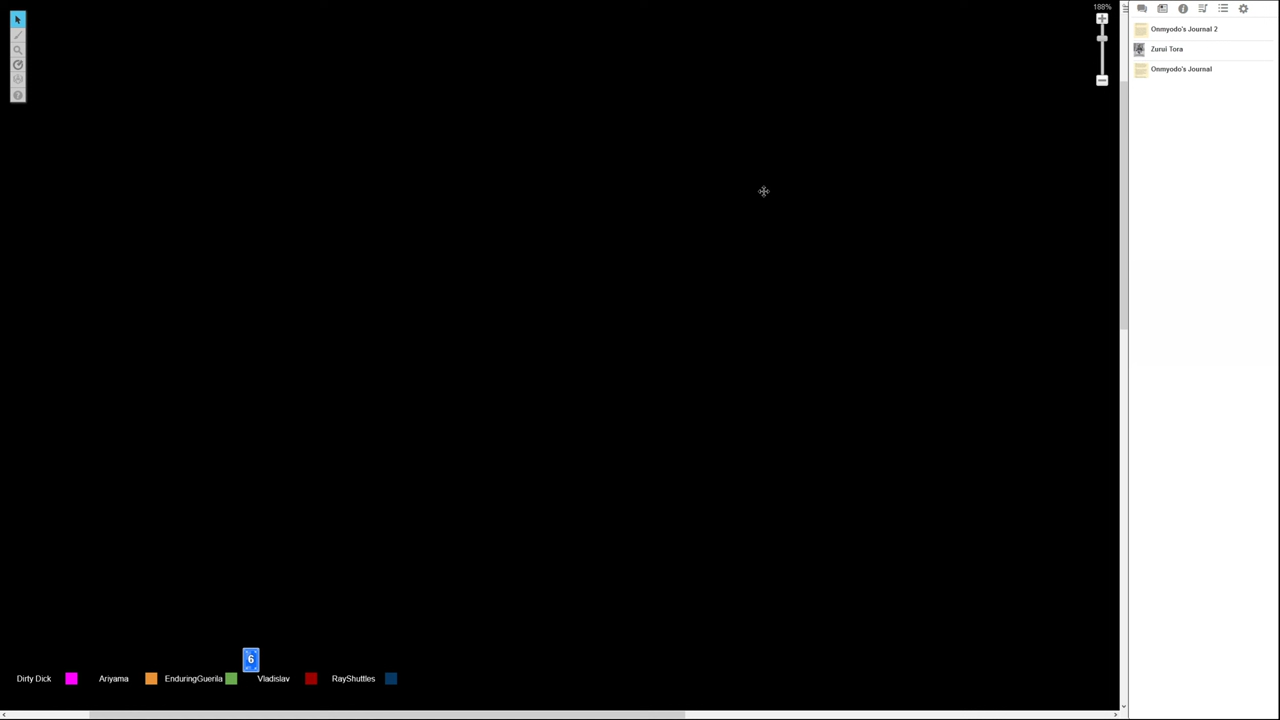 188%
Onmyodo's Journal 2
Zurui Tora
Onmyodo's Journal
6
Dirty Dick
Ariyama
EnduringGuerila
Vladislav
RayShuttles